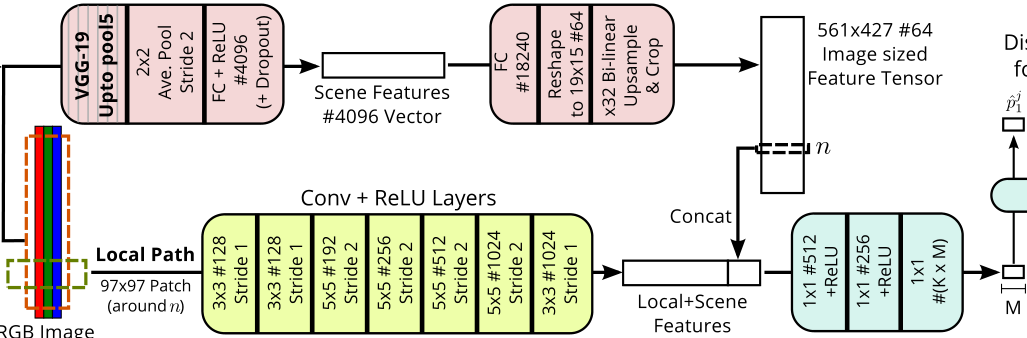 VGG-19
Upto pool5
2x2
Ave. Pool
Stride 2
FC + ReLU
#4096
(+ Dropout)
Scene Features
#4096 Vector
FC
#18240
Reshape
to 19x15 #64
x32 Bi-linear
Upsample
& Crop
561x427 #64
Image sized
Feature Tensor
n
Concat
RGB Image
Local Path
97x97 Patch
(around n)
Conv + ReLU Layers
3x3 #128
Stride 1
3x3 #128
Stride 1
5x5 #192
Stride 2
5x5 #256
Stride 2
5x5 #512
Stride 2
5x5 #1024
Stride 2
3x3 #1024
Stride 1
Local+Scene
Features
1x1 #512
+ReLU
1x1 #256
+ReLU
1x1
#(K x M)
p̂₁ʲ
M